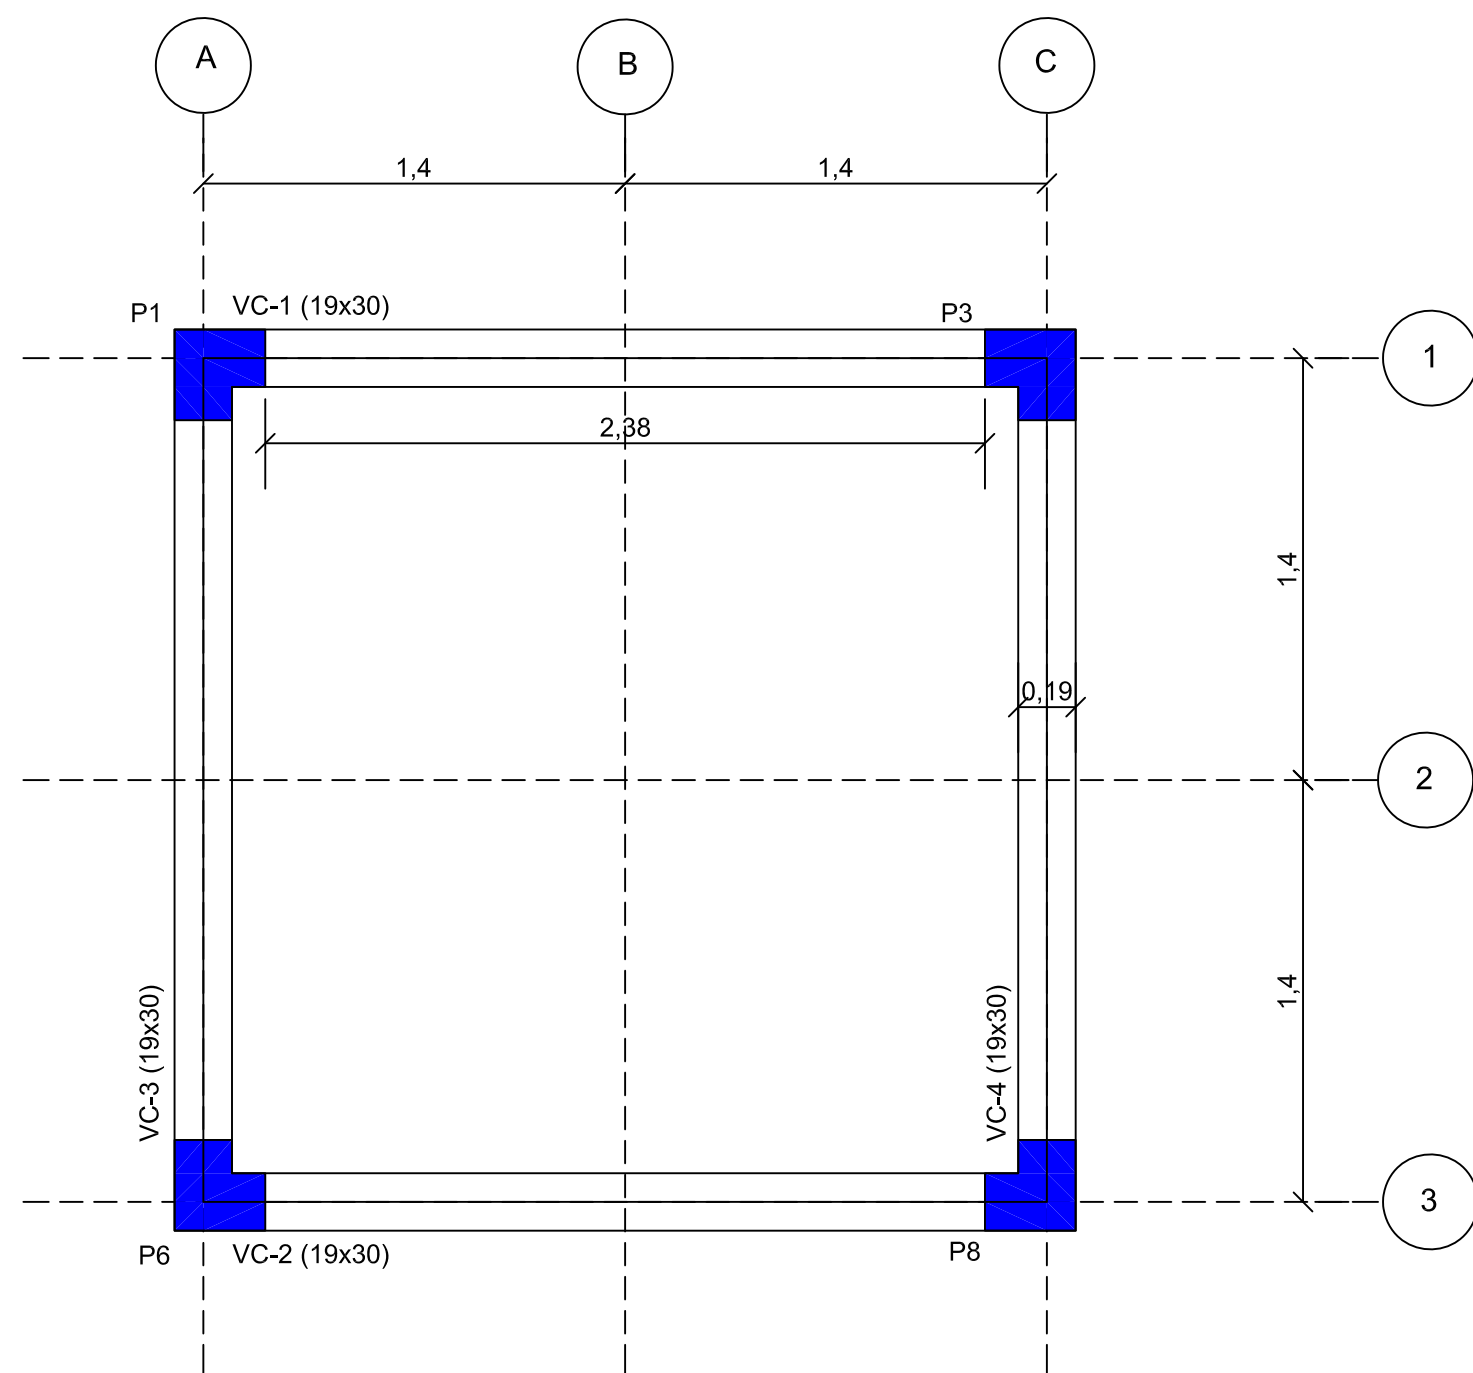 A
B
C
1,4
1,4
P1
VC-1 (19x30)
P3
1
2,38
1,4
0,19
2
1,4
VC-3 (19x30)
VC-4 (19x30)
3
P6
VC-2 (19x30)
P8